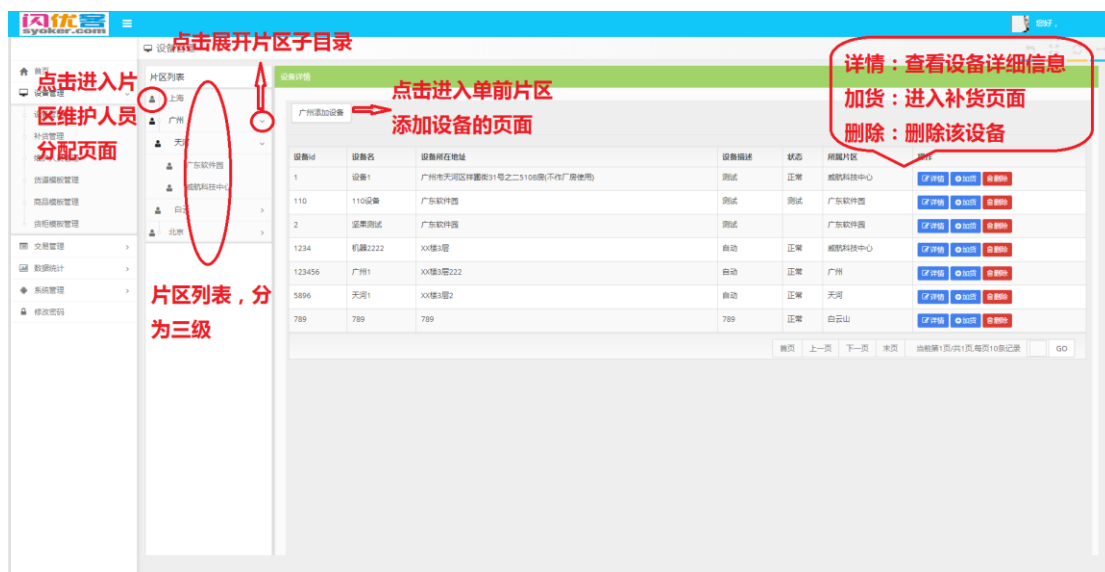 闪优客
syoker.com
您好，
点击展开片区子目录
点击进入片
区维护人员
分配页面
点击进入单前片区
添加设备的页面
详情：查看设备详细信息
加货：进入补货页面
删除：删除该设备
片区列表，分
为三级
首页
设备管理
补货管理
货道模板管理
商品模板管理
货柜模板管理
交易管理
数据统计
系统管理
修改密码
片区列表
上海
广州
天河
广东软件园
威航科技中心
白云
北京
设备详情
广州添加设备
设备id 设备名 设备所在地址 设备描述 状态 所属片区
1 设备1 广州市天河区祥圃街31号之二5108房(不作厂房使用) 测试 正常 威航科技中心 详情 加货 删除
110 110设备 广东软件园 测试 测试 广东软件园 详情 加货 删除
2 坚果测试 广东软件园 测试 广东软件园 详情 加货 删除
1234 机器2222 XX楼3层 自动 正常 威航科技中心 详情 加货 删除
123456 广州1 XX楼3层222 自动 正常 广州 详情 加货 删除
5896 天河1 XX楼3层2 自动 正常 天河 详情 加货 删除
789 789 789 789 正常 白云山 详情 加货 删除
首页 上一页 下一页 末页 当前第1页/共1页,每页10条记录 GO